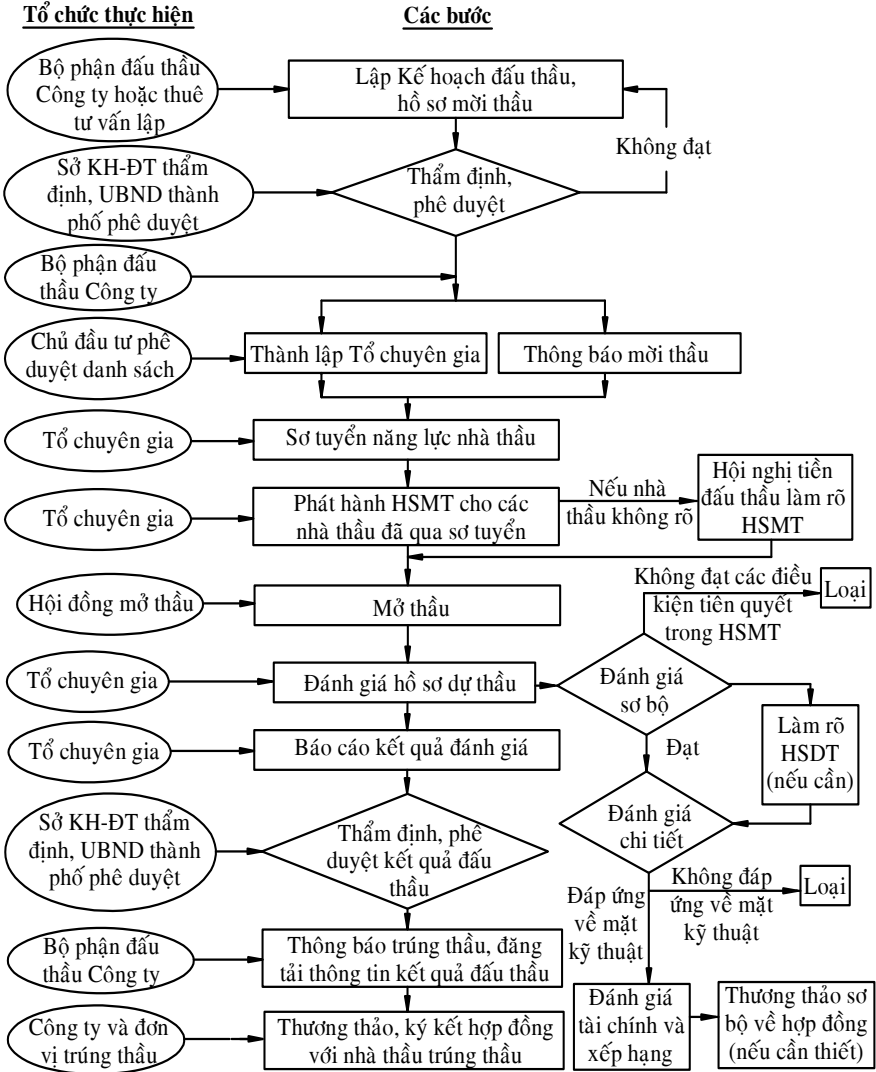 Tổ chức thực hiện
Các bước
Bộ phận đấu thầu
Công ty hoặc thuê
tư vấn lập
Lập Kế hoạch đấu thầu,
hồ sơ mời thầu
Không đạt
Sở KH-ĐT thẩm
định, UBND thành
phố phê duyệt
Thẩm định,
phê duyệt
Bộ phận đấu
thầu Công ty
Chủ đầu tư phê
duyệt danh sách
Thành lập Tổ chuyên gia
Thông báo mời thầu
Tổ chuyên gia
Sơ tuyển năng lực nhà thầu
Tổ chuyên gia
Phát hành HSMT cho các
nhà thầu đã qua sơ tuyển
Nếu nhà
thầu không rõ
Hội nghị tiền
đấu thầu làm rõ
HSMT
Hội đồng mở thầu
Mở thầu
Không đạt các điều
kiện tiên quyết
trong HSMT
Loại
Tổ chuyên gia
Đánh giá hồ sơ dự thầu
Đánh giá
sơ bộ
Làm rõ
HSDT
(nếu cần)
Đạt
Tổ chuyên gia
Báo cáo kết quả đánh giá
Đánh giá
chi tiết
Sở KH-ĐT thẩm
định, UBND thành
phố phê duyệt
Thẩm định, phê
duyệt kết quả đấu
thầu
Đáp ứng
về mặt
kỹ thuật
Không đáp
ứng về mặt
kỹ thuật
Loại
Bộ phận đấu
thầu Công ty
Thông báo trúng thầu, đăng
tải thông tin kết quả đấu thầu
Đánh giá
tài chính và
xếp hạng
Thương thảo sơ
bộ về hợp đồng
(nếu cần thiết)
Công ty và đơn
vị trúng thầu
Thương thảo, ký kết hợp đồng
với nhà thầu trúng thầu